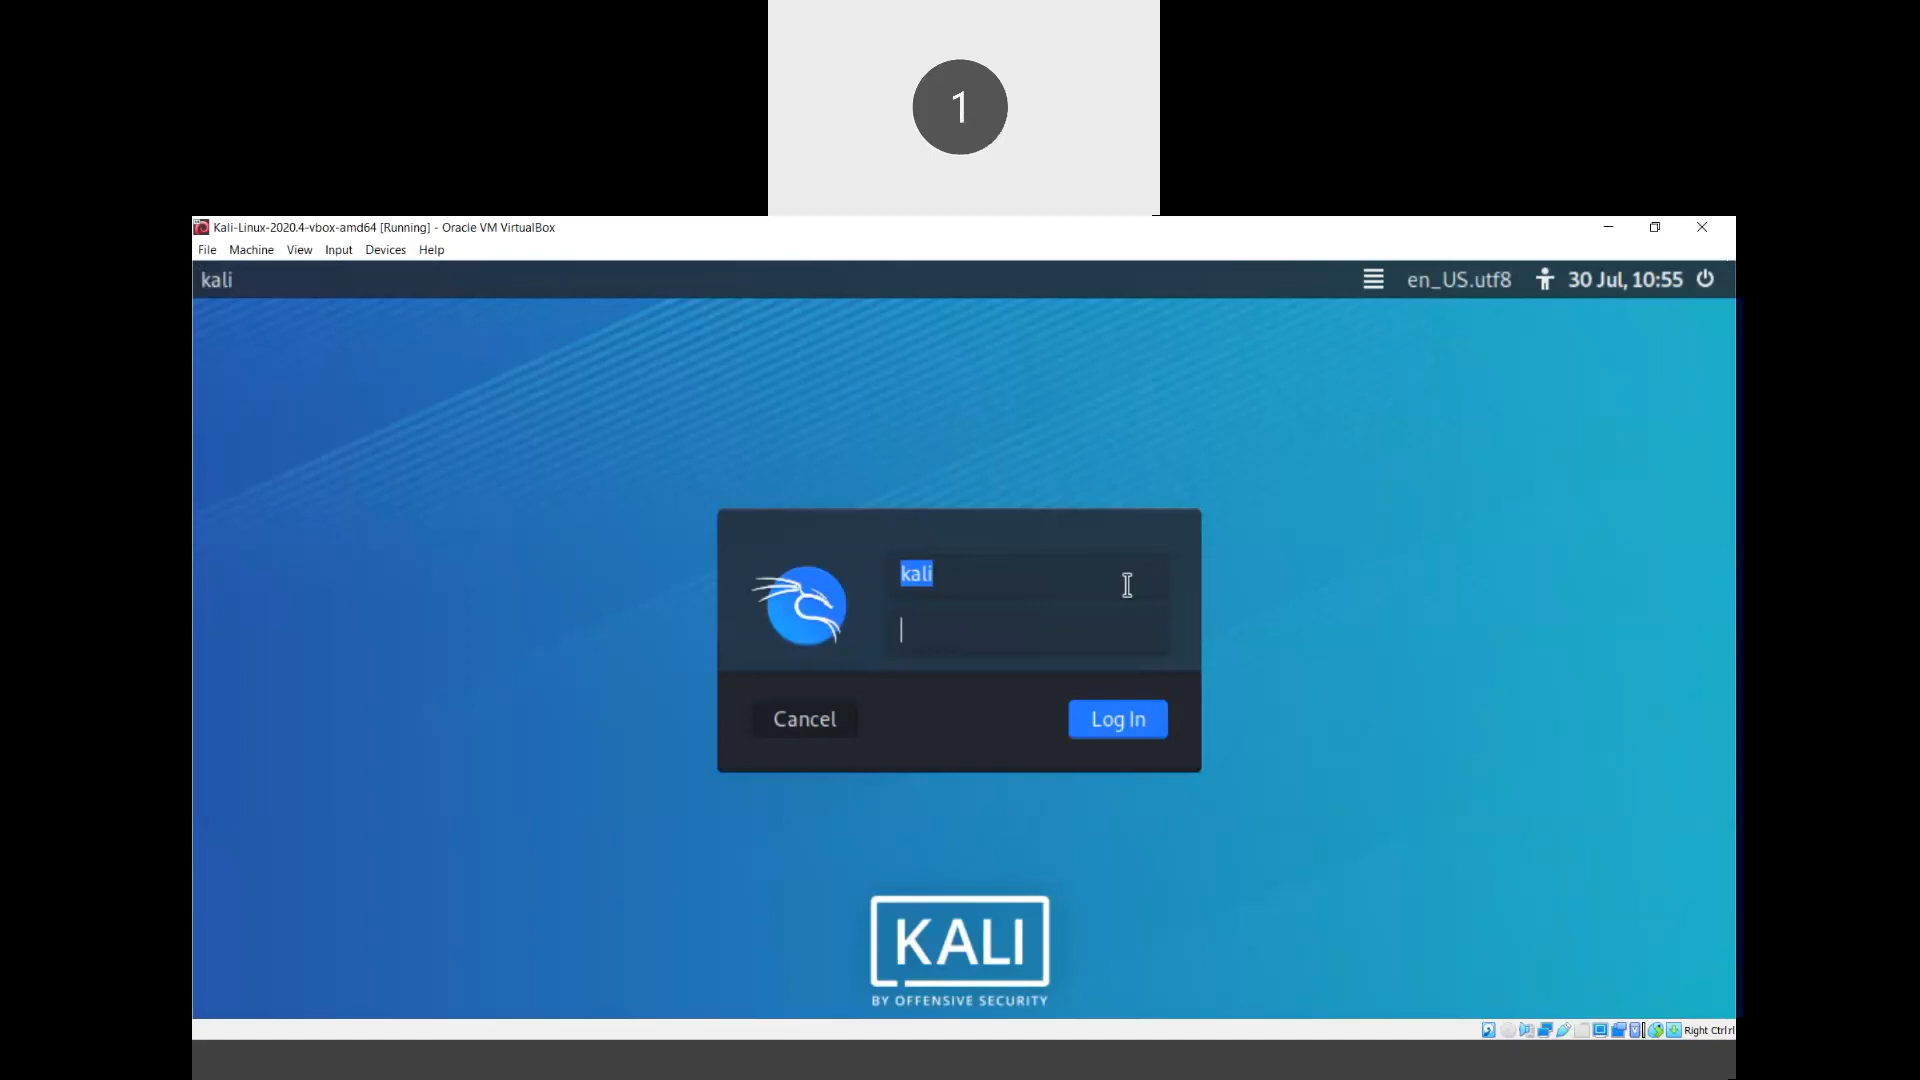 1
Kali-Linux-2020.4-vbox-amd64 [Running] - Oracle VM VirtualBox
File Machine View Input Devices Help
kali en_US.utf8 30 Jul, 10:55
kali
Cancel Log In
KALI
BY OFFENSIVE SECURITY
Right Ctrl